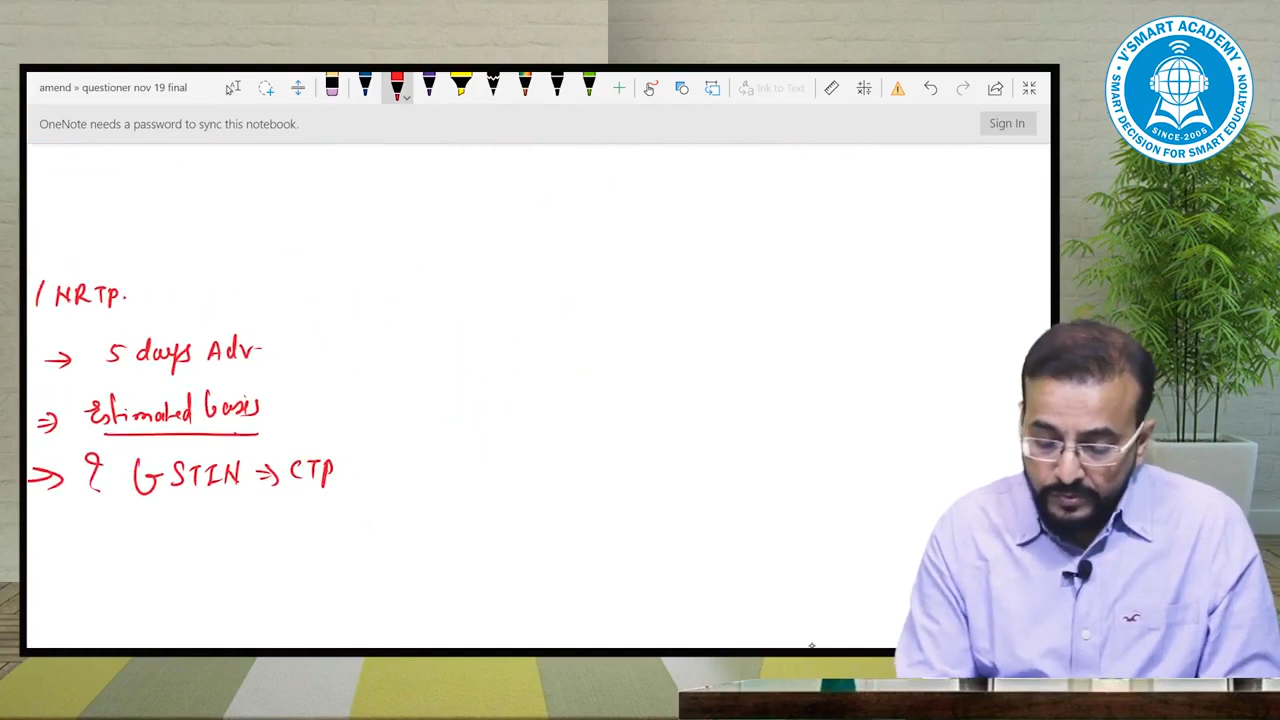 amend » questioner nov 19 final
Link to Text
OneNote needs a password to sync this notebook.
Sign In
/ NRTP.
→ 5 days Adv-
⇒ Estimated basis
→ ? GSTIN ⇒ CTP
V'SMART ACADEMY
SINCE-2005
SMART DECISION FOR SMART EDUCATION